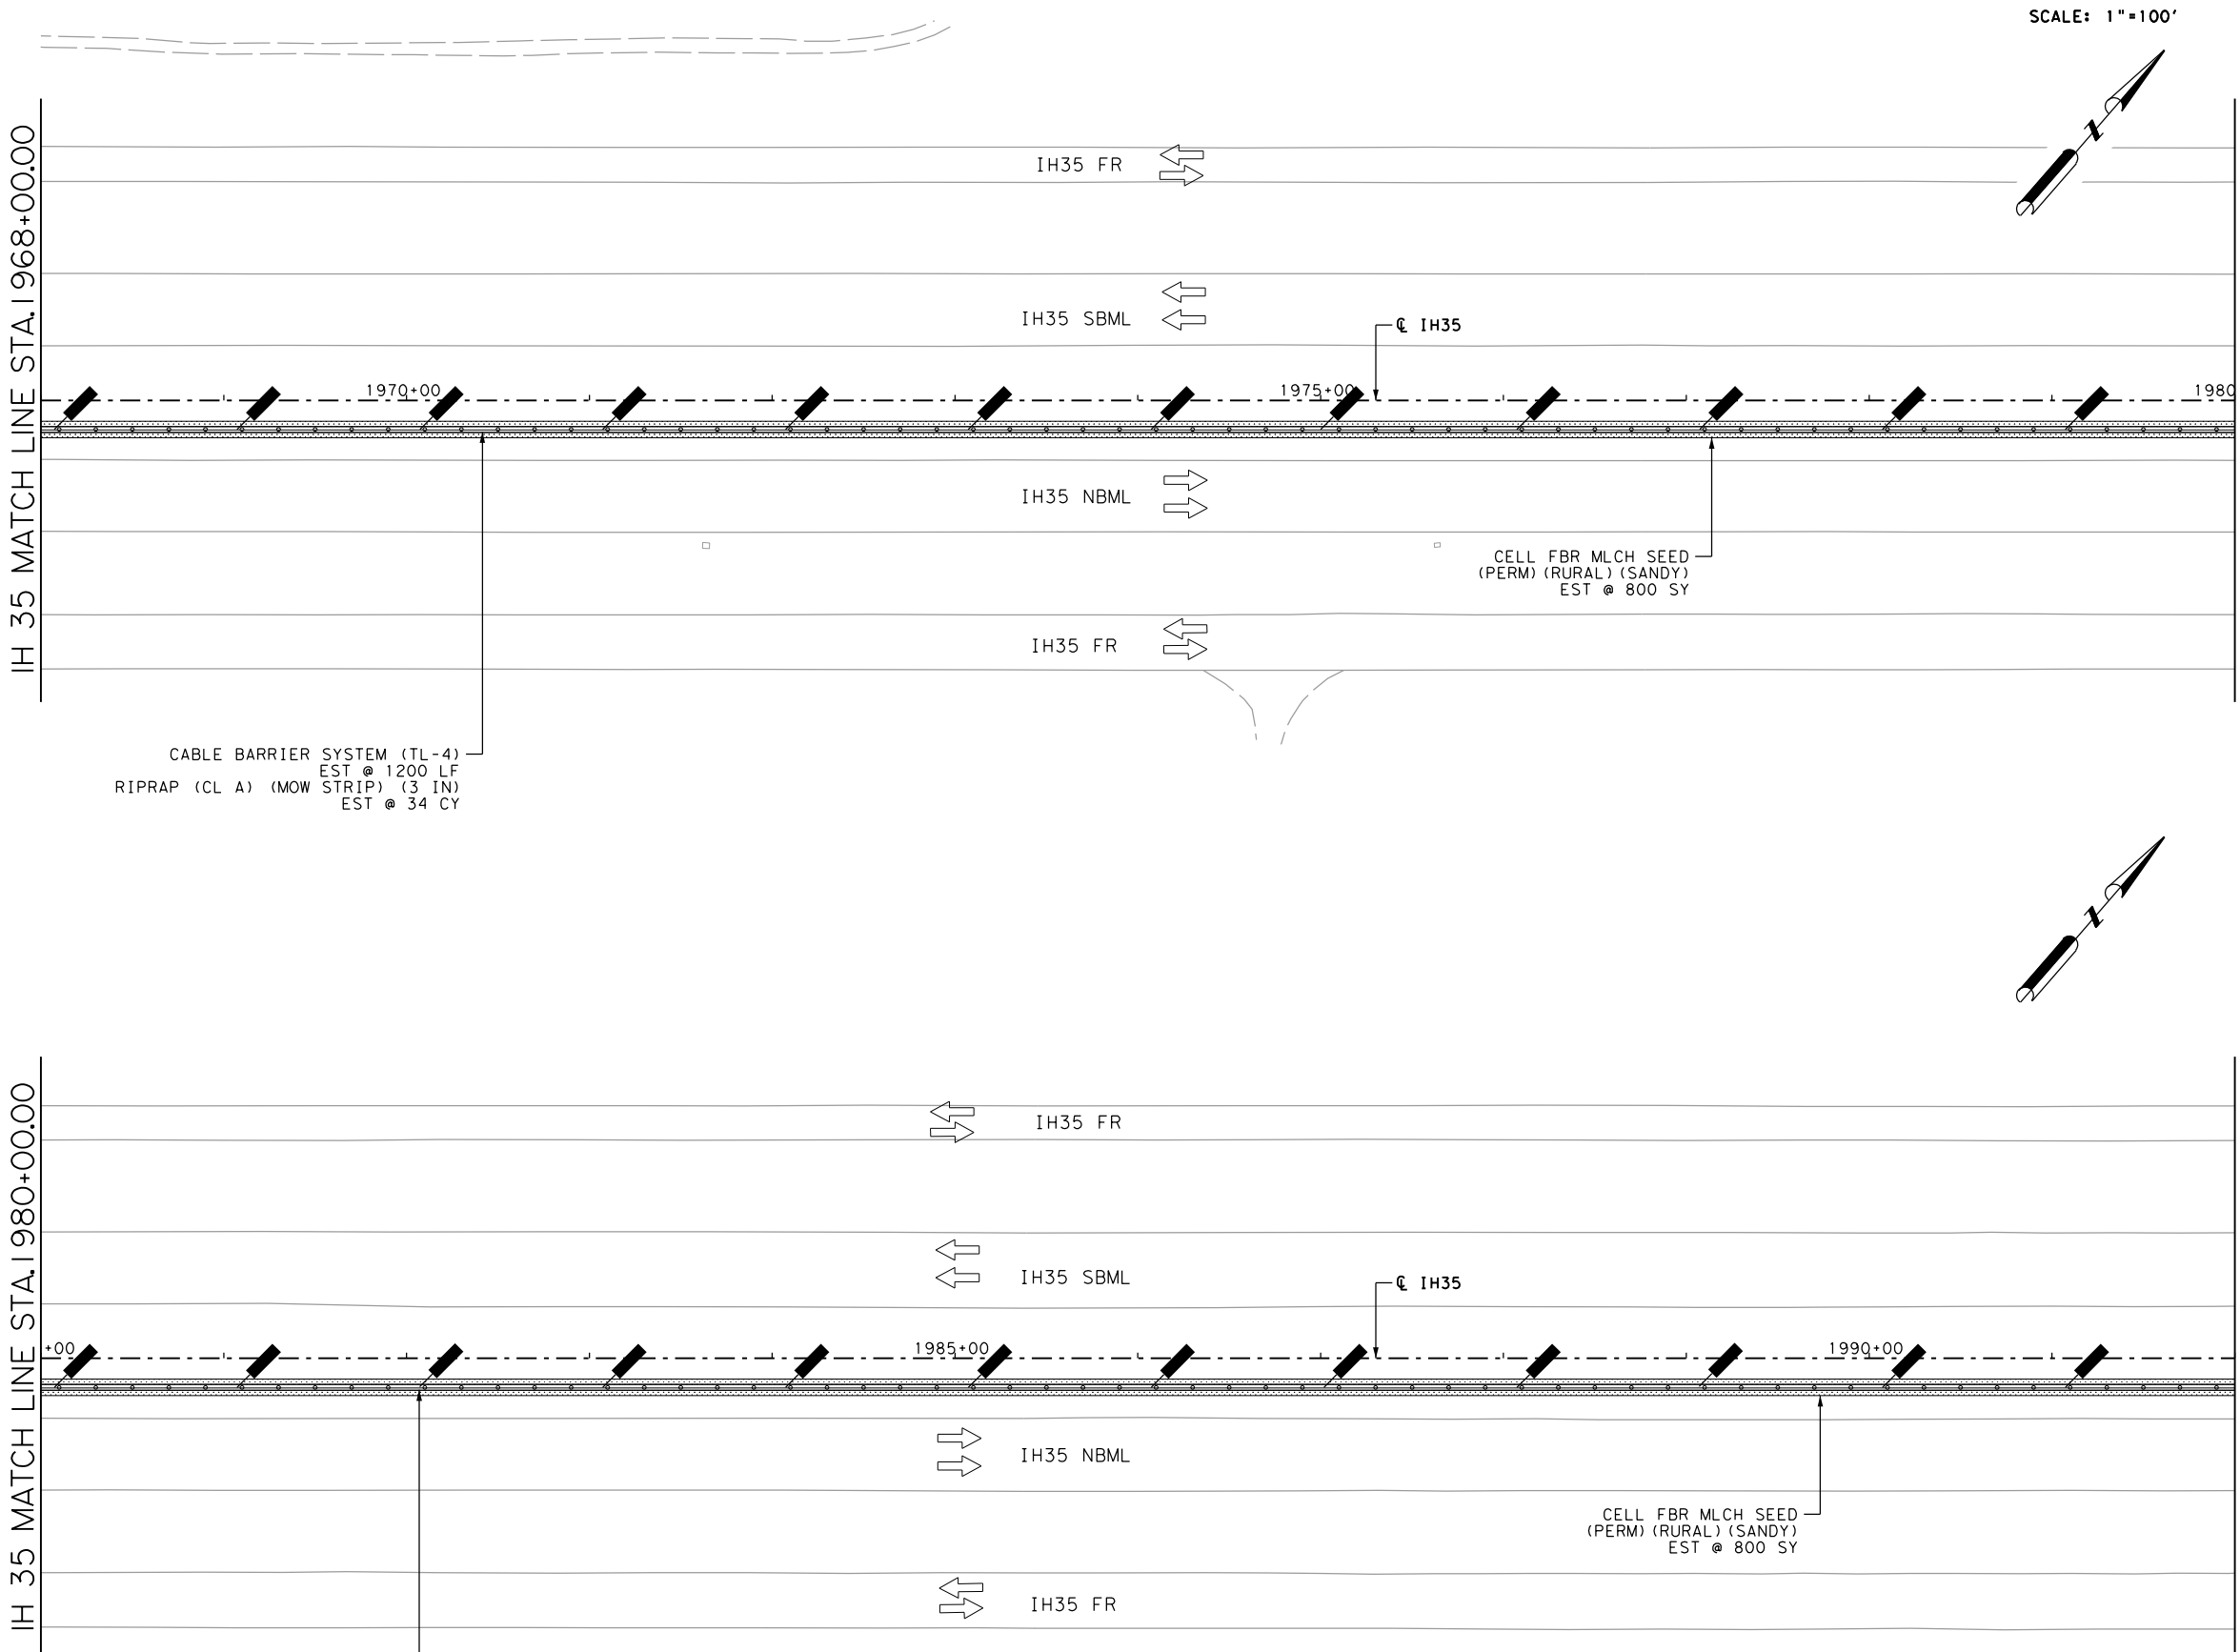 SCALE: 1"=100'
N
IH 35 MATCH LINE STA. 1968+00.00
IH35 FR
IH35 SBML
℄ IH35
1970+00
1975+00
1980
IH35 NBML
CELL FBR MLCH SEED
(PERM) (RURAL) (SANDY)
EST @ 800 SY
IH35 FR
CABLE BARRIER SYSTEM (TL-4)
EST @ 1200 LF
RIPRAP (CL A) (MOW STRIP) (3 IN)
EST @ 34 CY
N
IH 35 MATCH LINE STA. 1980+00.00
IH35 FR
IH35 SBML
℄ IH35
+00
1985+00
1990+00
IH35 NBML
CELL FBR MLCH SEED
(PERM) (RURAL) (SANDY)
EST @ 800 SY
IH35 FR